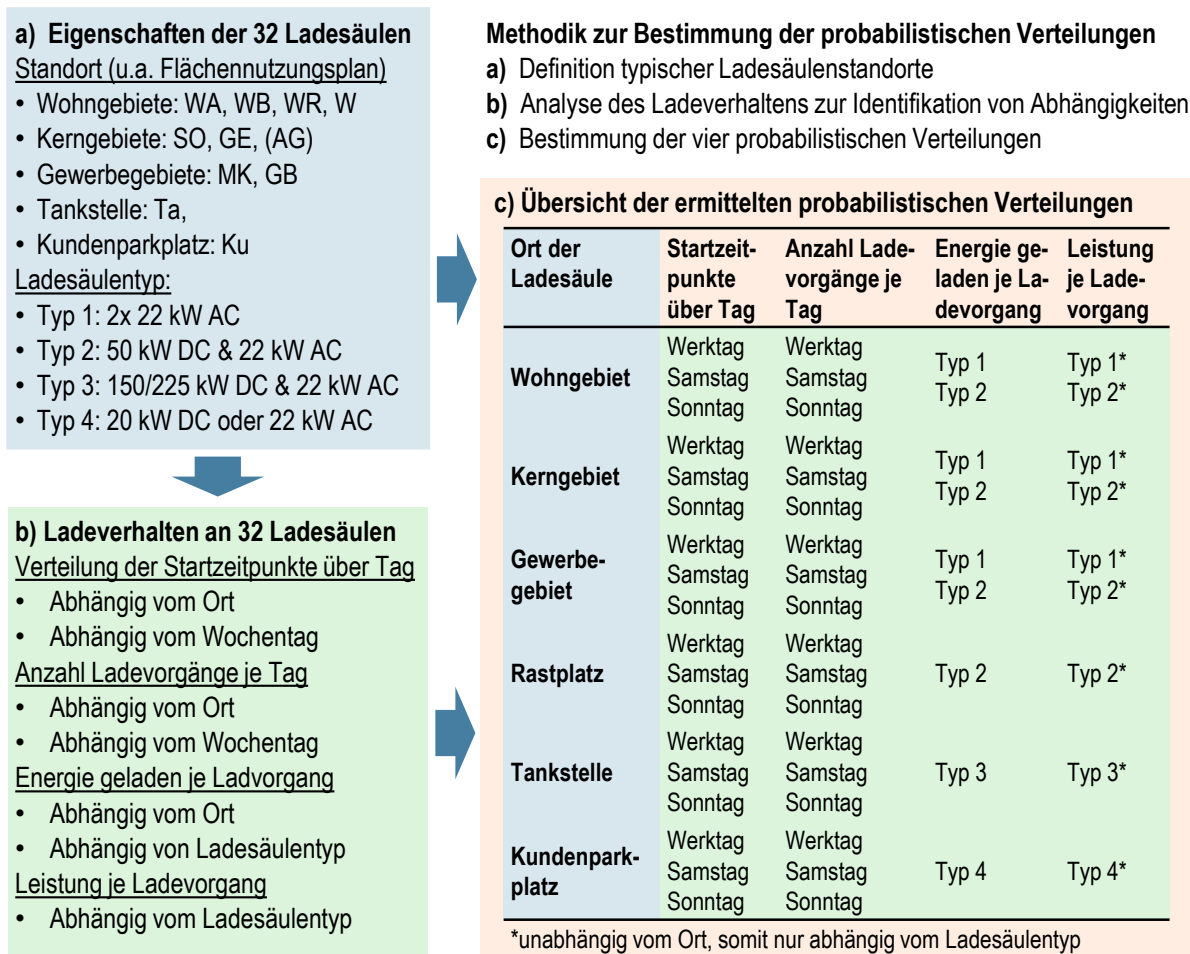 a) Eigenschaften der 32 Ladesäulen
Standort (u.a. Flächennutzungsplan)
• Wohngebiete: WA, WB, WR, W
• Kerngebiete: SO, GE, (AG)
• Gewerbegebiete: MK, GB
• Tankstelle: Ta,
• Kundenparkplatz: Ku
Ladesäulentyp:
• Typ 1: 2x 22 kW AC
• Typ 2: 50 kW DC & 22 kW AC
• Typ 3: 150/225 kW DC & 22 kW AC
• Typ 4: 20 kW DC oder 22 kW AC
b) Ladeverhalten an 32 Ladesäulen
Verteilung der Startzeitpunkte über Tag
• Abhängig vom Ort
• Abhängig vom Wochentag
Anzahl Ladevorgänge je Tag
• Abhängig vom Ort
• Abhängig vom Wochentag
Energie geladen je Ladvorgang
• Abhängig vom Ort
• Abhängig von Ladesäulentyp
Leistung je Ladevorgang
• Abhängig vom Ladesäulentyp
Methodik zur Bestimmung der probabilistischen Verteilungen
a) Definition typischer Ladesäulenstandorte
b) Analyse des Ladeverhaltens zur Identifikation von Abhängigkeiten
c) Bestimmung der vier probabilistischen Verteilungen
c) Übersicht der ermittelten probabilistischen Verteilungen
Ort der Startzeit- Anzahl Lade- Energie ge- Leistung
Ladesäule punkte vorgänge je laden je La- je Lade-
über Tag Tag devorgang vorgang
Werktag Werktag
Wohngebiet Samstag Samstag Typ 1 Typ 1*
Sonntag Sonntag Typ 2 Typ 2*
Werktag Werktag
Kerngebiet Samstag Samstag Typ 1 Typ 1*
Sonntag Sonntag Typ 2 Typ 2*
Werktag Werktag
Gewerbe- Samstag Samstag Typ 1 Typ 1*
gebiet Sonntag Sonntag Typ 2 Typ 2*
Werktag Werktag
Rastplatz Samstag Samstag Typ 2 Typ 2*
Sonntag Sonntag
Werktag Werktag
Tankstelle Samstag Samstag Typ 3 Typ 3*
Sonntag Sonntag
Werktag Werktag
Kundenpark- Samstag Samstag Typ 4 Typ 4*
platz Sonntag Sonntag
*unabhängig vom Ort, somit nur abhängig vom Ladesäulentyp